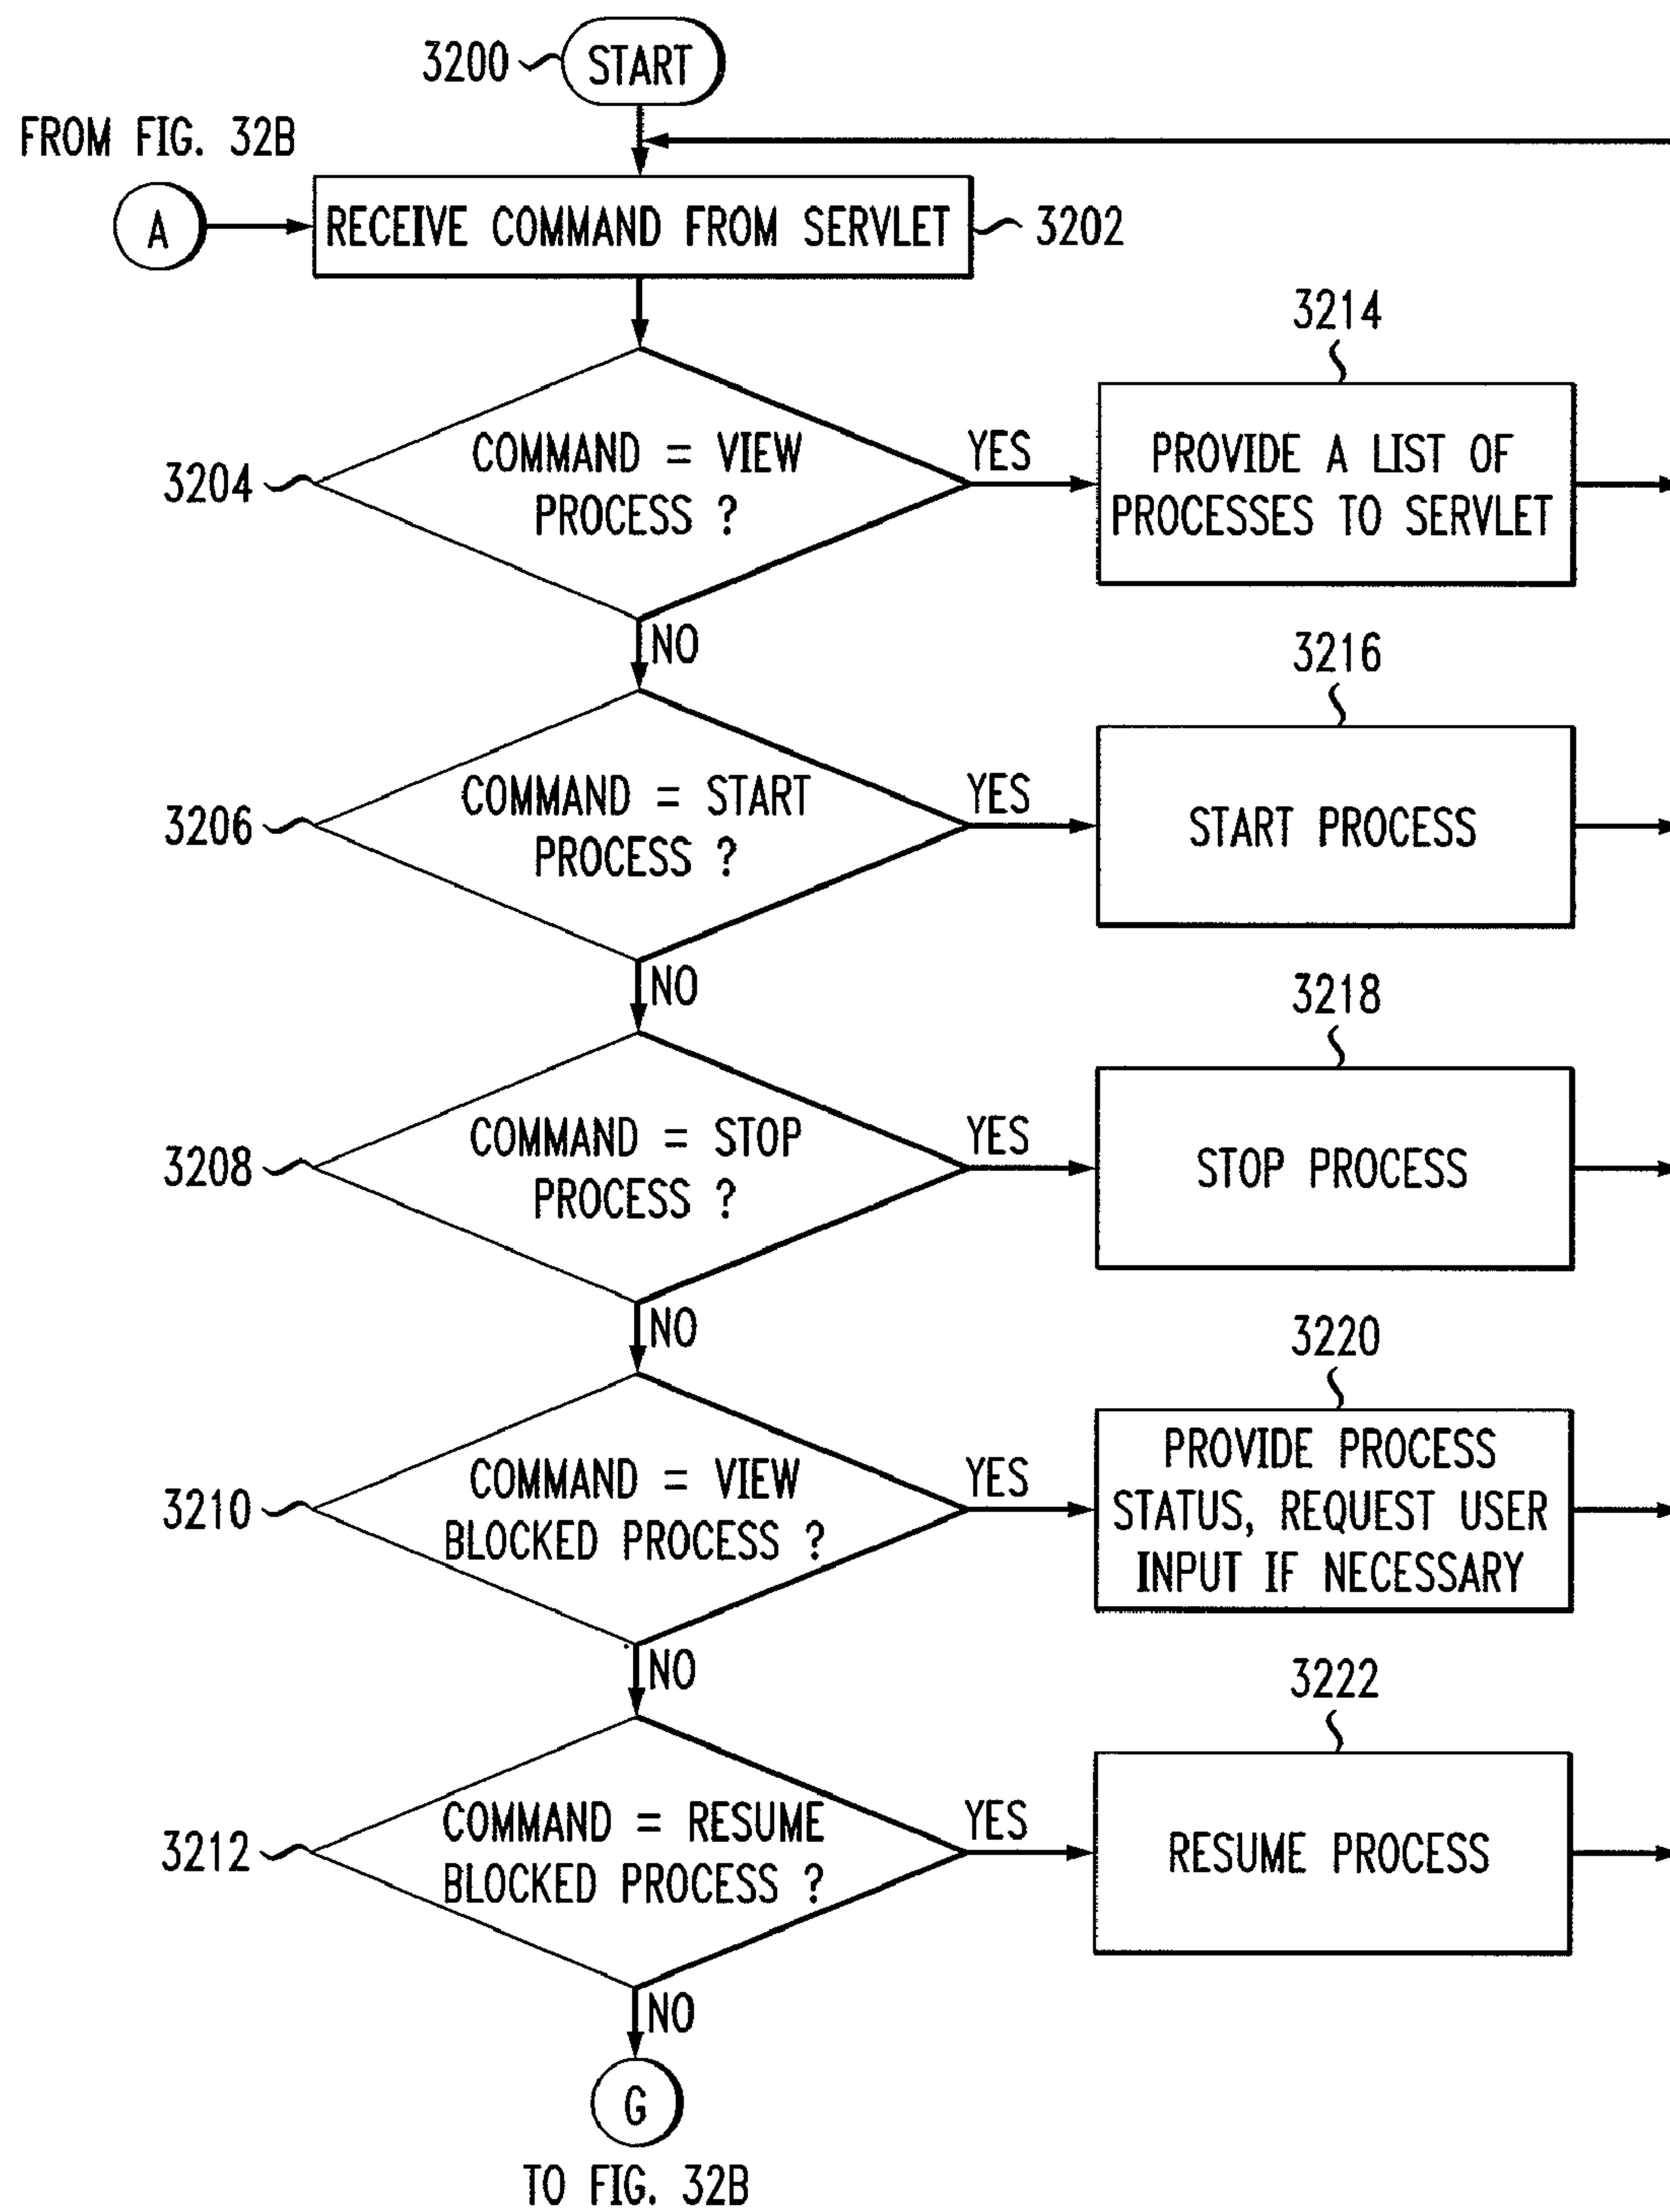 3200
START
FROM FIG. 32B
A
RECEIVE COMMAND FROM SERVLET
3202
3204
COMMAND = VIEW
PROCESS ?
YES
NO
3214
PROVIDE A LIST OF
PROCESSES TO SERVLET
3206
COMMAND = START
PROCESS ?
YES
NO
3216
START PROCESS
3208
COMMAND = STOP
PROCESS ?
YES
NO
3218
STOP PROCESS
3210
COMMAND = VIEW
BLOCKED PROCESS ?
YES
NO
3220
PROVIDE PROCESS
STATUS, REQUEST USER
INPUT IF NECESSARY
3212
COMMAND = RESUME
BLOCKED PROCESS ?
YES
NO
3222
RESUME PROCESS
G
TO FIG. 32B